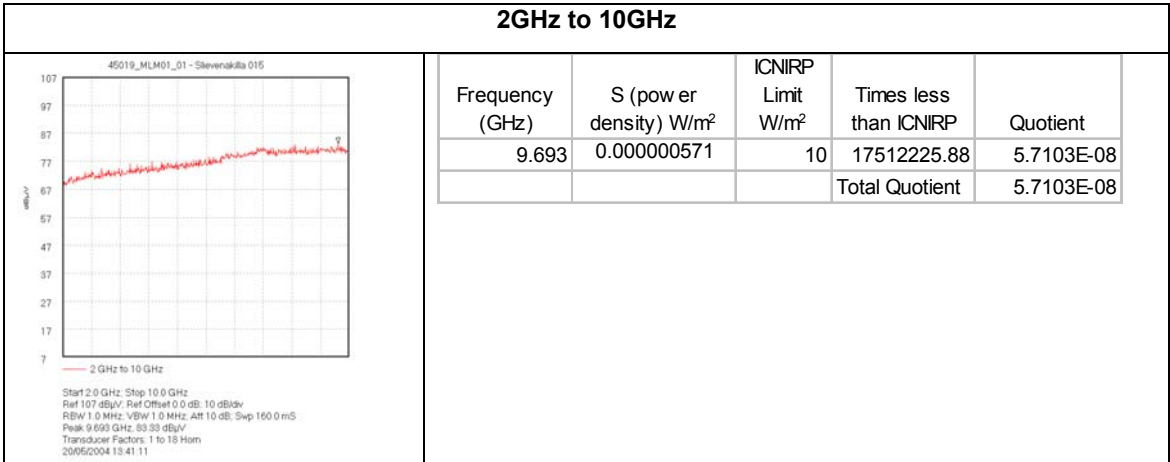 2GHz to 10GHz
45019_MLM01_01 - Slievenakilla 015
107
97
87
77
67
57
47
37
27
17
7
dBµV
2 GHz to 10 GHz
Start 2.0 GHz; Stop 10.0 GHz
Ref 107 dBµV; Ref Offset 0.0 dB; 10 dB/div
RBW 1.0 MHz; VBW 1.0 MHz; Att 10 dB; Swp 160.0 mS
Peak 9.693 GHz, 83.33 dBµV
Transducer Factors: 1 to 18 Horn
20/05/2004 13:41:11
Frequency (GHz) S (pow er density) W/m² ICNIRP Limit W/m² Times less than ICNIRP Quotient
9.693 0.000000571 10 17512225.88 5.7103E-08
Total Quotient 5.7103E-08